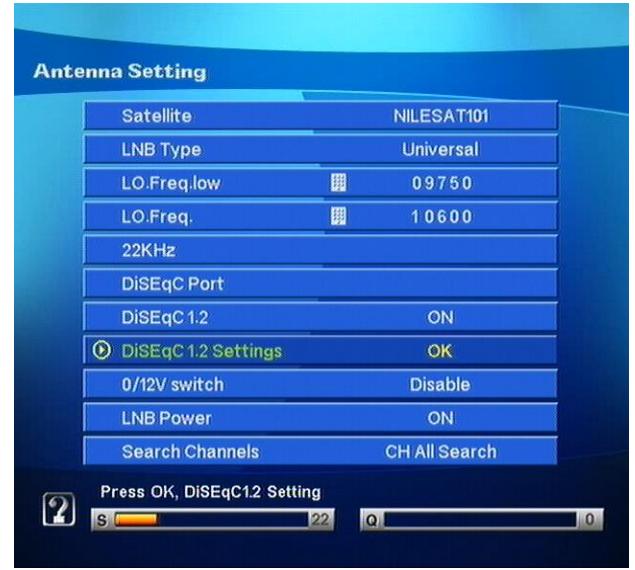 Antenna Setting
Satellite NILESAT101
LNB Type Universal
LO.Freq.low 09750
LO.Freq. 10600
22KHz
DiSEqC Port
DiSEqC 1.2 ON
DiSEqC 1.2 Settings OK
0/12V switch Disable
LNB Power ON
Search Channels CH All Search
Press OK, DiSEqC1.2 Setting
S 22 Q 0